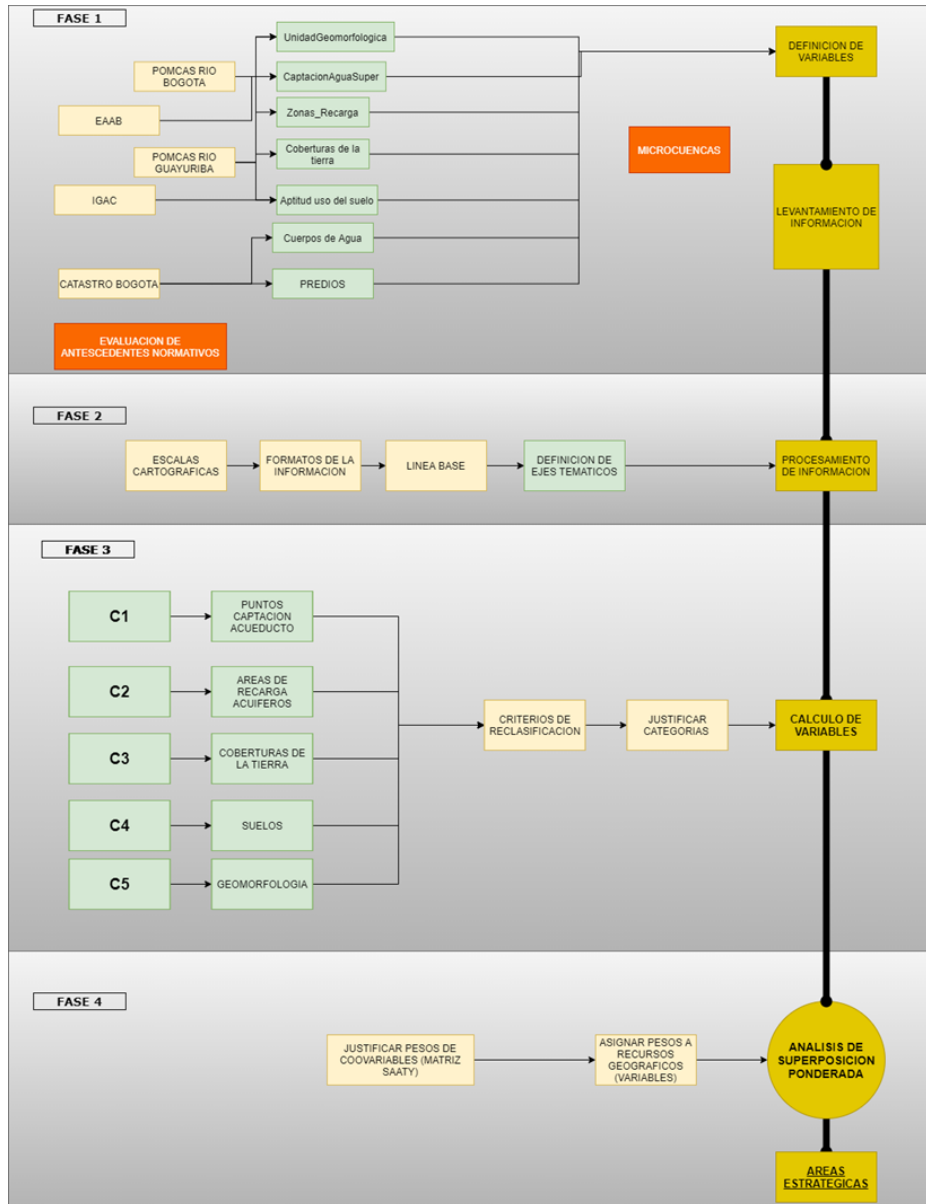 FASE 1
UnidadGeomorfologica
DEFINICION DE
VARIABLES
POMCAS RIO
BOGOTA
CaptacionAguaSuper
EAAB
Zonas_Recarga
POMCAS RIO
GUAYURIBA
Coberturas de la
tierra
MICROCUENCAS
IGAC
Aptitud uso del suelo
LEVANTAMIENTO DE
INFORMACION
Cuerpos de Agua
CATASTRO BOGOTA
PREDIOS
EVALUACION DE
ANTESCEDENTES NORMATIVOS
FASE 2
ESCALAS
CARTOGRAFICAS
FORMATOS DE LA
INFORMACION
LINEA BASE
DEFINICION DE
EJES TEMATICOS
PROCESAMIENTO
DE INFORMACION
FASE 3
C1
PUNTOS
CAPTACION
ACUEDUCTO
C2
AREAS DE
RECARGA
ACUIFEROS
C3
COBERTURAS DE
LA TIERRA
CRITERIOS DE
RECLASIFICACION
JUSTIFICAR
CATEGORIAS
CALCULO DE
VARIABLES
C4
SUELOS
C5
GEOMORFOLOGIA
FASE 4
JUSTIFICAR PESOS DE
COOVARIABLES (MATRIZ
SAATY)
ASIGNAR PESOS A
RECURSOS
GEOGRÁFICOS
(VARIABLES)
ANALISIS DE
SUPERPOSICION
PONDERADA
AREAS
ESTRATEGICAS